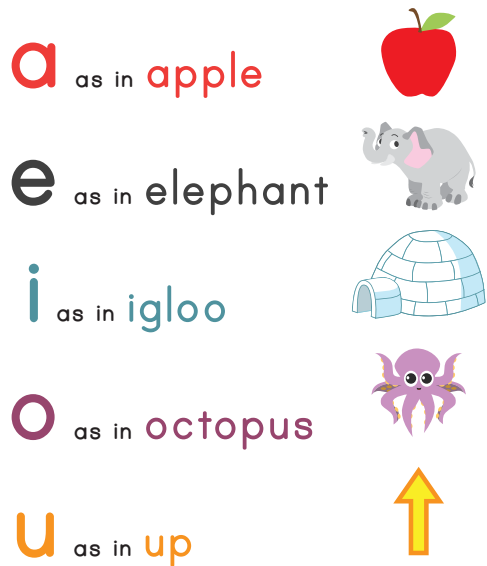 a as in apple
e as in elephant
i as in igloo
o as in octopus
u as in up